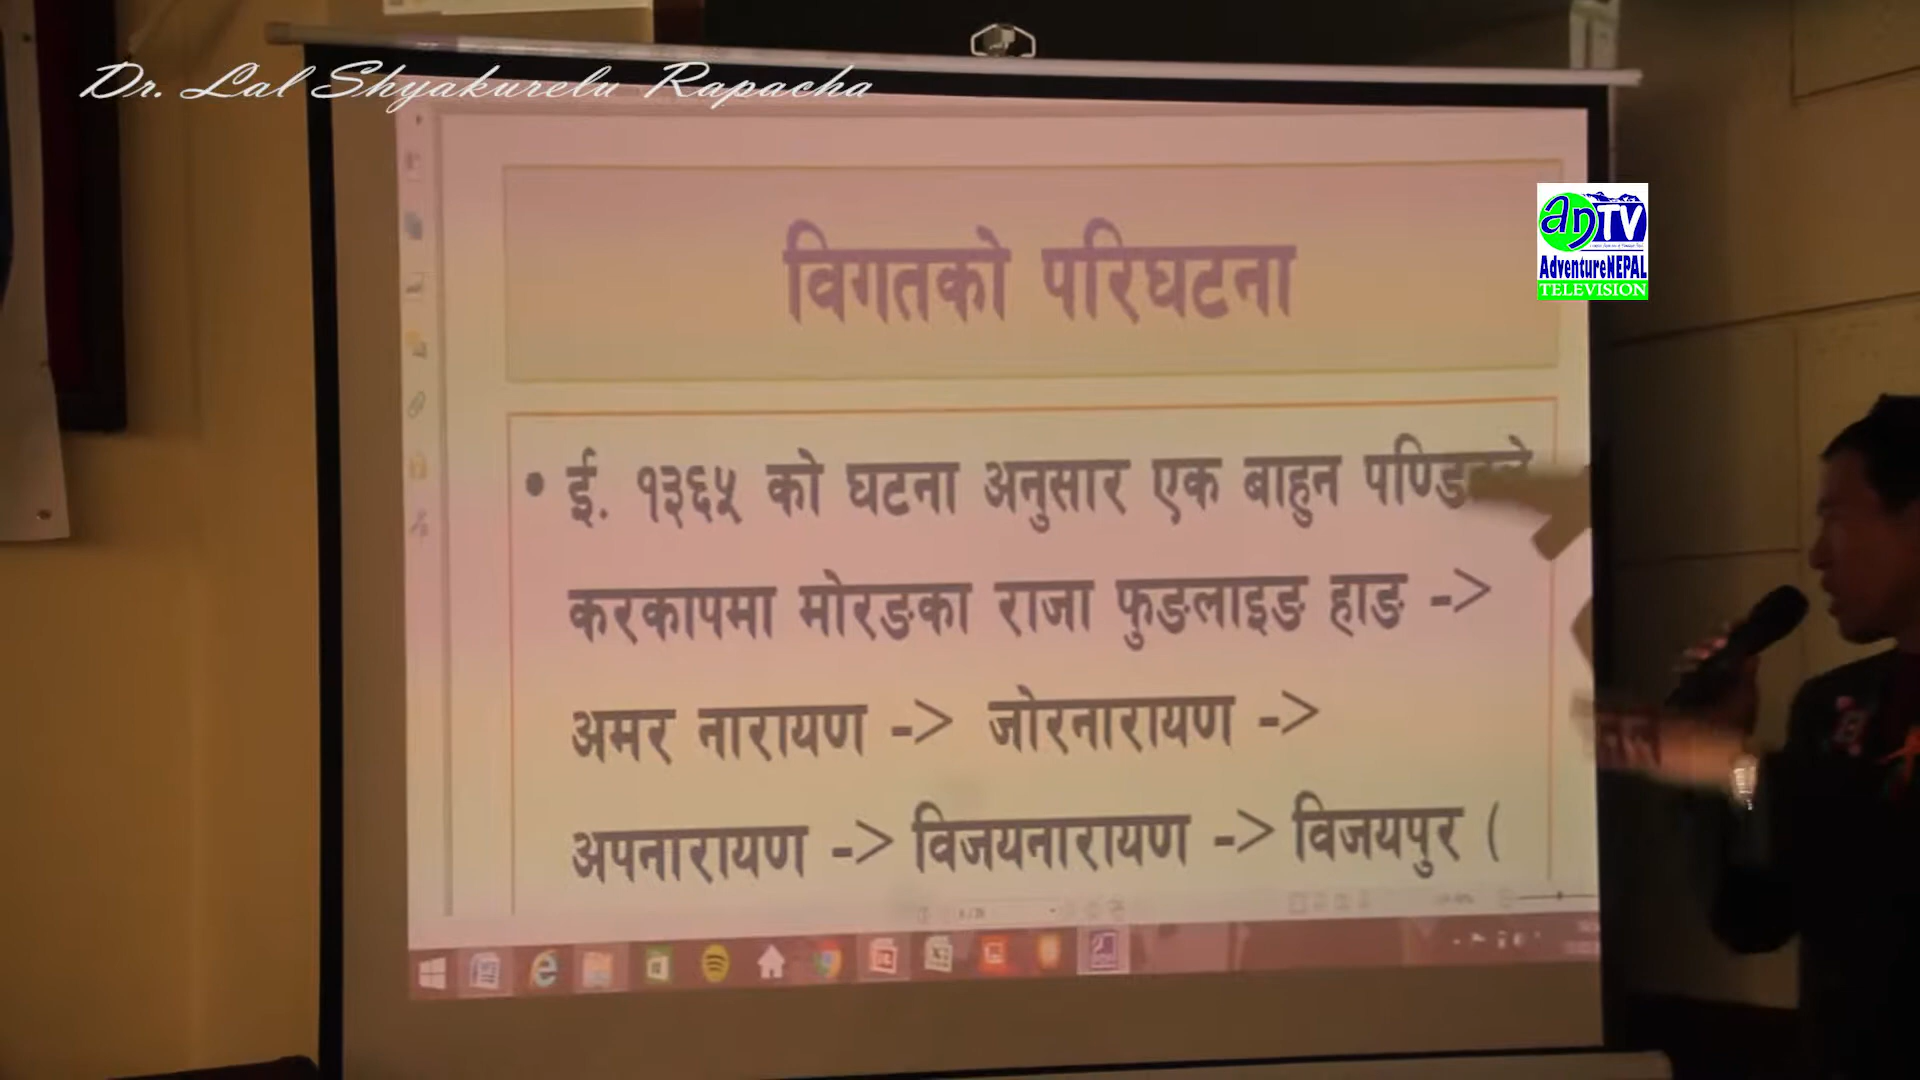 Dr. Lal Shyakurelu Rapacha
anTV
AdventureNEPAL
TELEVISION
विगतको परिघटना
• ई. १३६५ को घटना अनुसार एक बाहुन
करकापमा मोरङका राजा फुङलाइङ हाङ ->
अमर नारायण -> जोरनारायण ->
अपनारायण -> विजयनारायण -> विजयपुर (